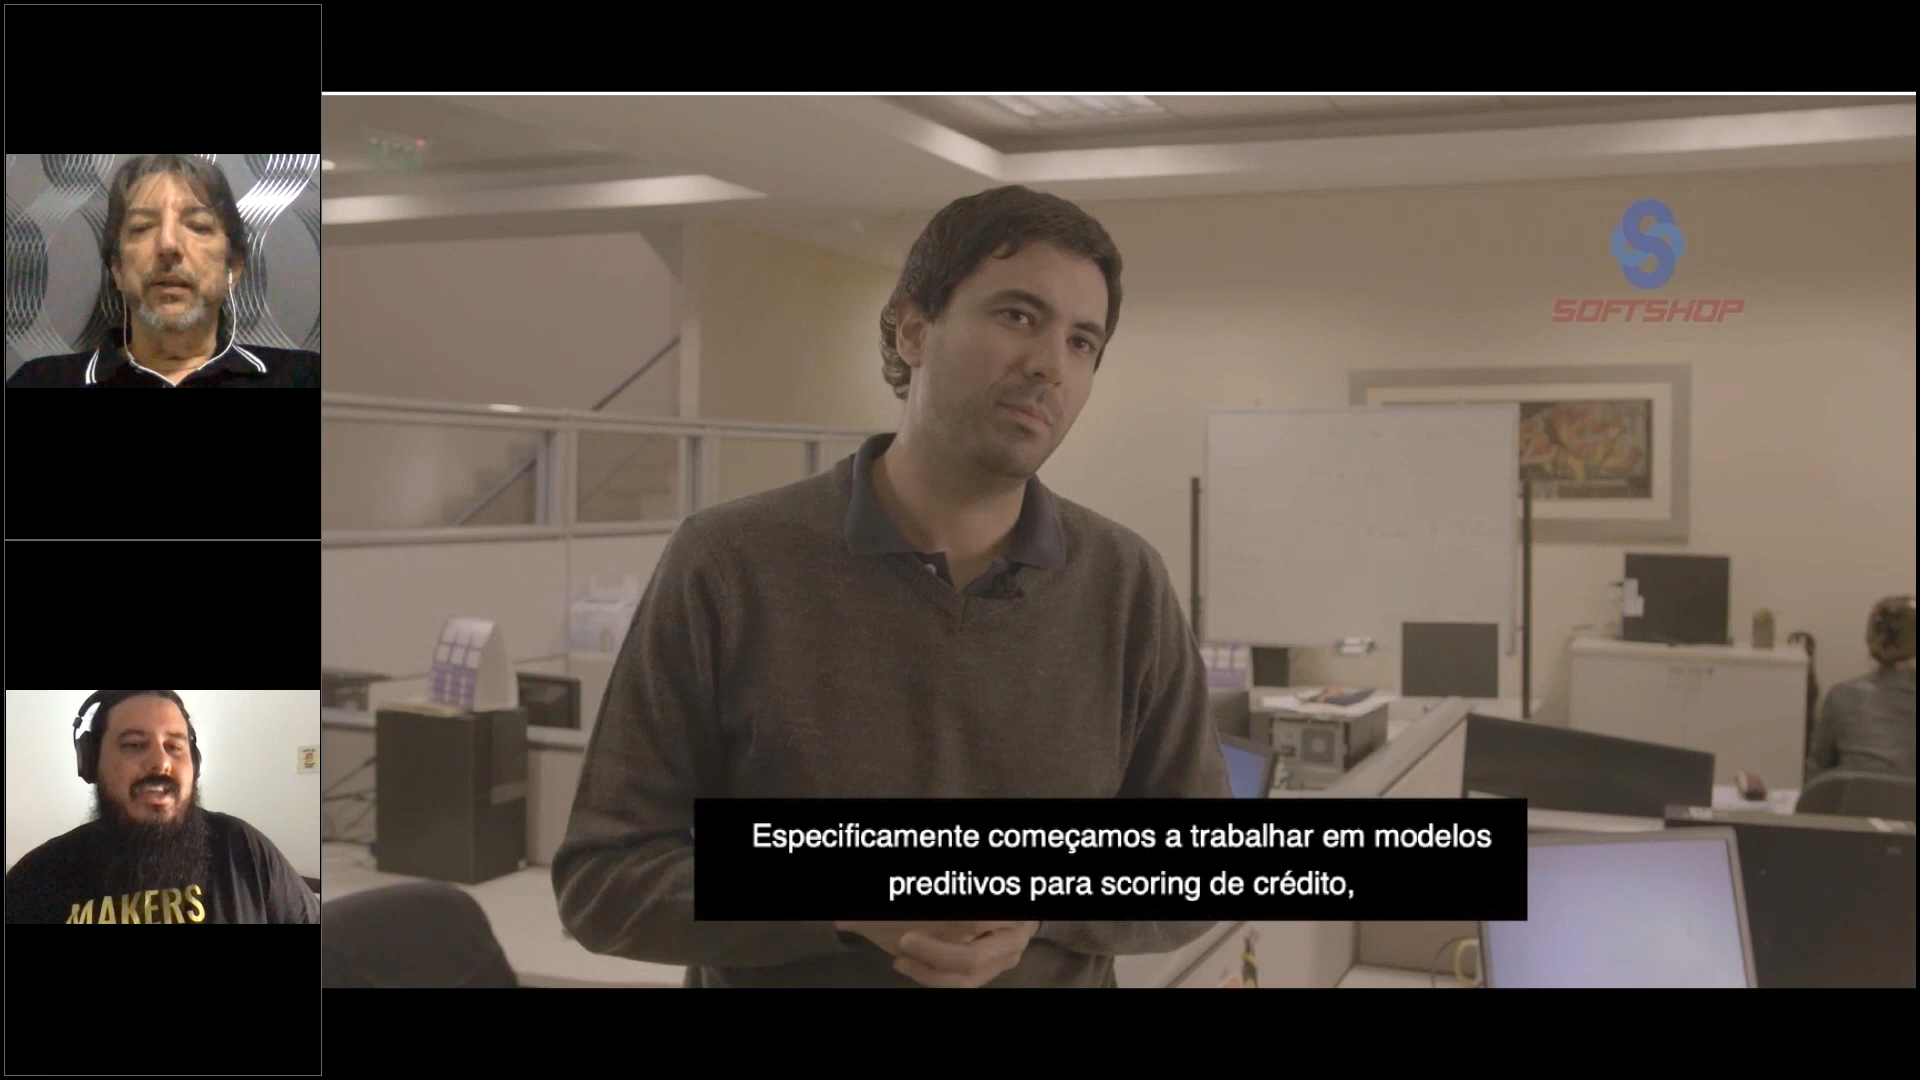 SOFTSHOP
Especificamente começamos a trabalhar em modelos
preditivos para scoring de crédito,
MAKERS